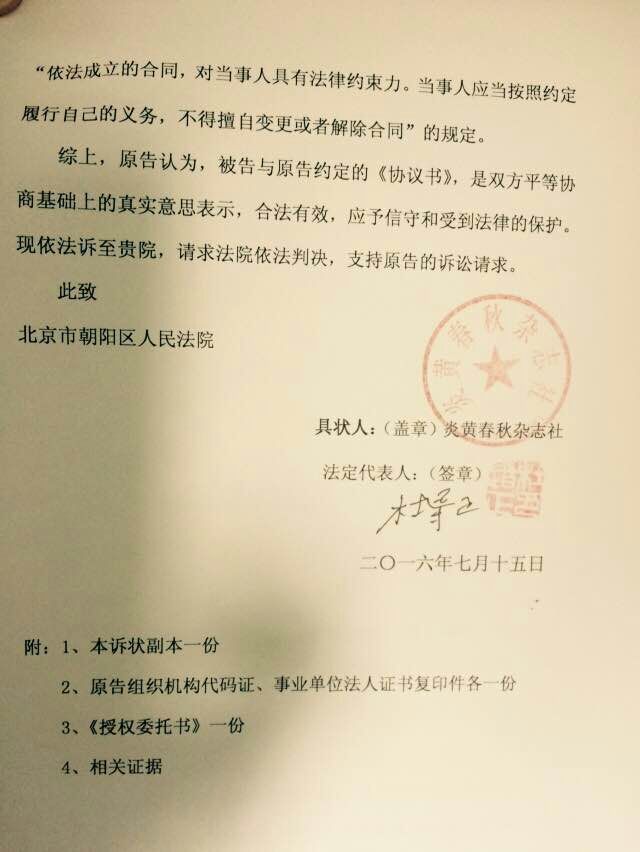 “依法成立的合同，对当事人具有法律约束力。当事人应当按照约定
履行自己的义务，不得擅自变更或者解除合同”的规定。
综上，原告认为，被告与原告约定的《协议书》，是双方平等协
商基础上的真实意思表示，合法有效，应予信守和受到法律的保护。
现依法诉至贵院，请求法院依法判决，支持原告的诉讼请求。
此致
北京市朝阳区人民法院
炎黄春秋杂志社
具状人：（盖章）炎黄春秋杂志社
法定代表人：（签章）
杜导正
二〇一六年七月十五日
附：1、本诉状副本一份
2、原告组织机构代码证、事业单位法人证书复印件各一份
3、《授权委托书》一份
4、相关证据